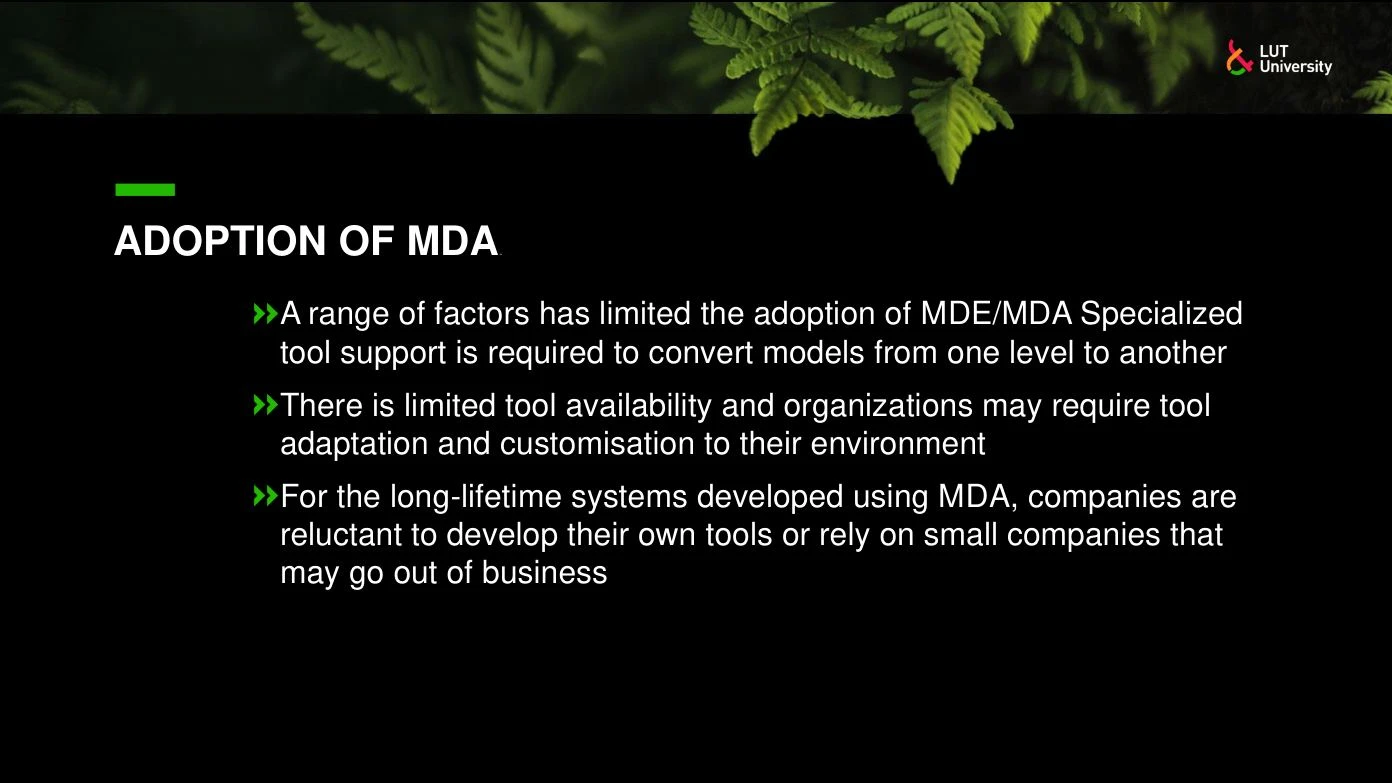 LUT
University
ADOPTION OF MDA
A range of factors has limited the adoption of MDE/MDA Specialized
tool support is required to convert models from one level to another
There is limited tool availability and organizations may require tool
adaptation and customisation to their environment
For the long-lifetime systems developed using MDA, companies are
reluctant to develop their own tools or rely on small companies that
may go out of business